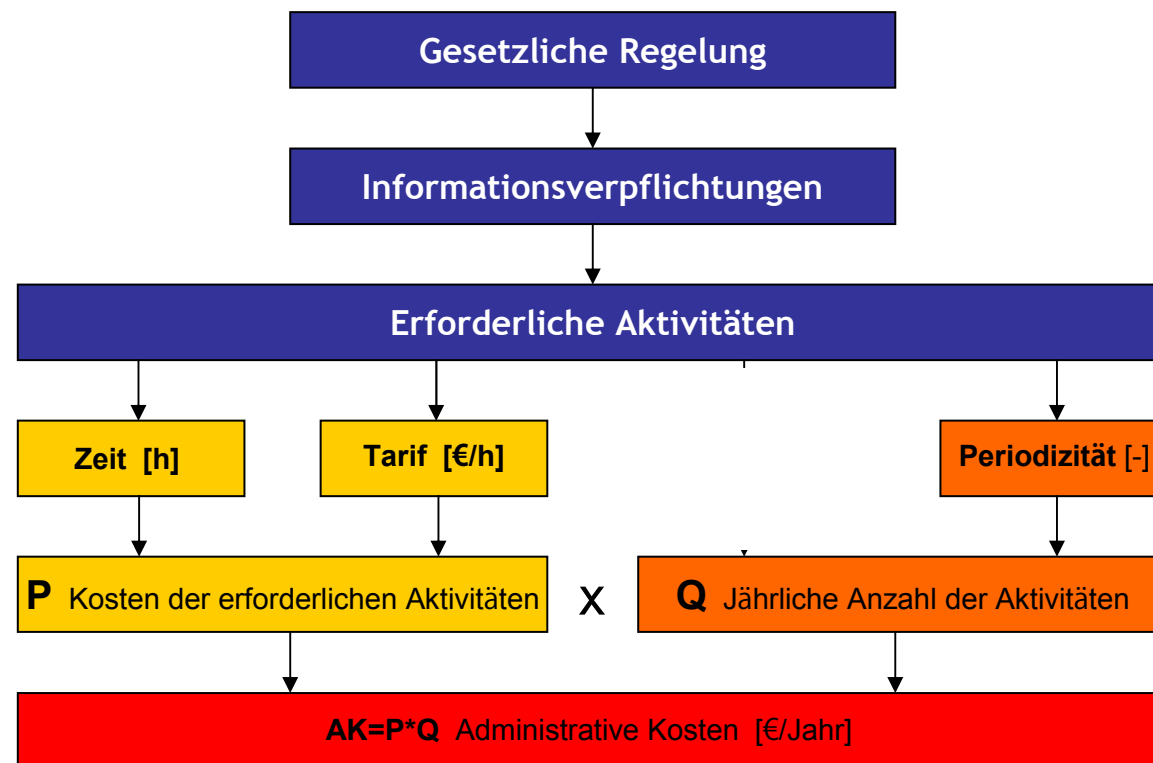 Gesetzliche Regelung
Informationsverpflichtungen
Erforderliche Aktivitäten
Zeit [h]
Tarif [€/h]
Periodizität [-]
P Kosten der erforderlichen Aktivitäten
X
Q Jährliche Anzahl der Aktivitäten
AK=P*Q Administrative Kosten [€/Jahr]